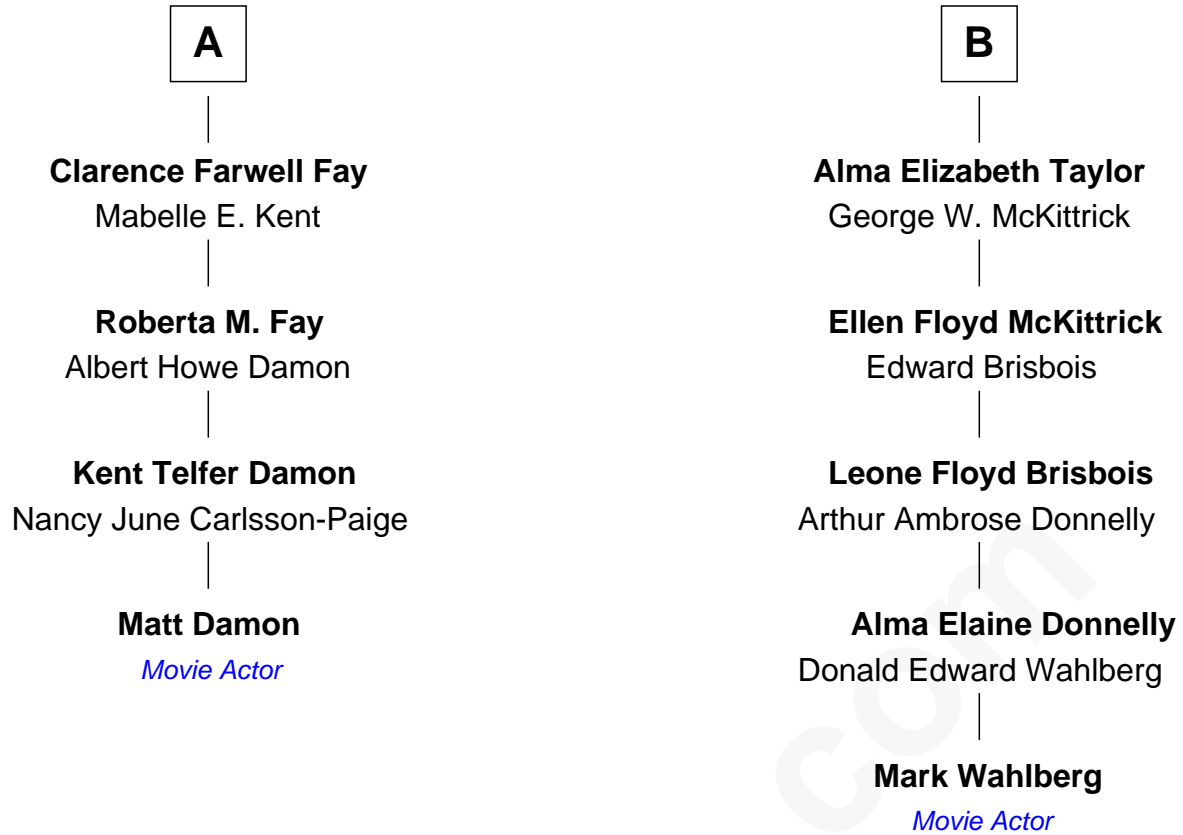 A
Clarence Farwell Fay
Mabelle E. Kent
Roberta M. Fay
Albert Howe Damon
Kent Telfer Damon
Nancy June Carlsson-Paige
Matt Damon
Movie Actor
B
Alma Elizabeth Taylor
George W. McKittrick
Ellen Floyd McKittrick
Edward Brisbois
Leone Floyd Brisbois
Arthur Ambrose Donnelly
Alma Elaine Donnelly
Donald Edward Wahlberg
Mark Wahlberg
Movie Actor
com